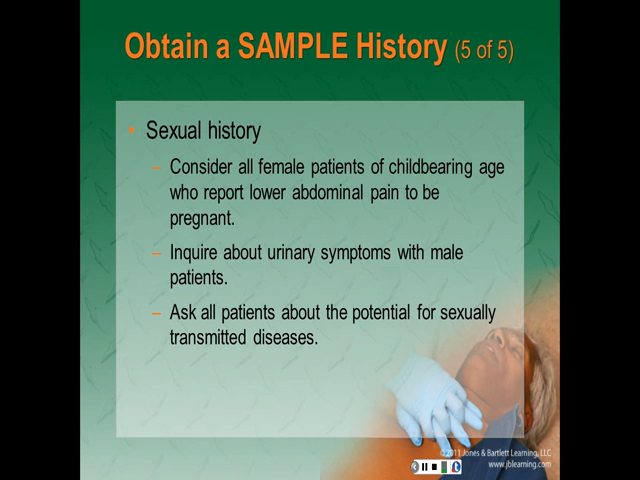 Obtain a SAMPLE History (5 of 5)
• Sexual history
– Consider all female patients of childbearing age
who report lower abdominal pain to be
pregnant.
– Inquire about urinary symptoms with male
patients.
– Ask all patients about the potential for sexually
transmitted diseases.
© 2011 Jones & Bartlett Learning, LLC
www.jblearning.com